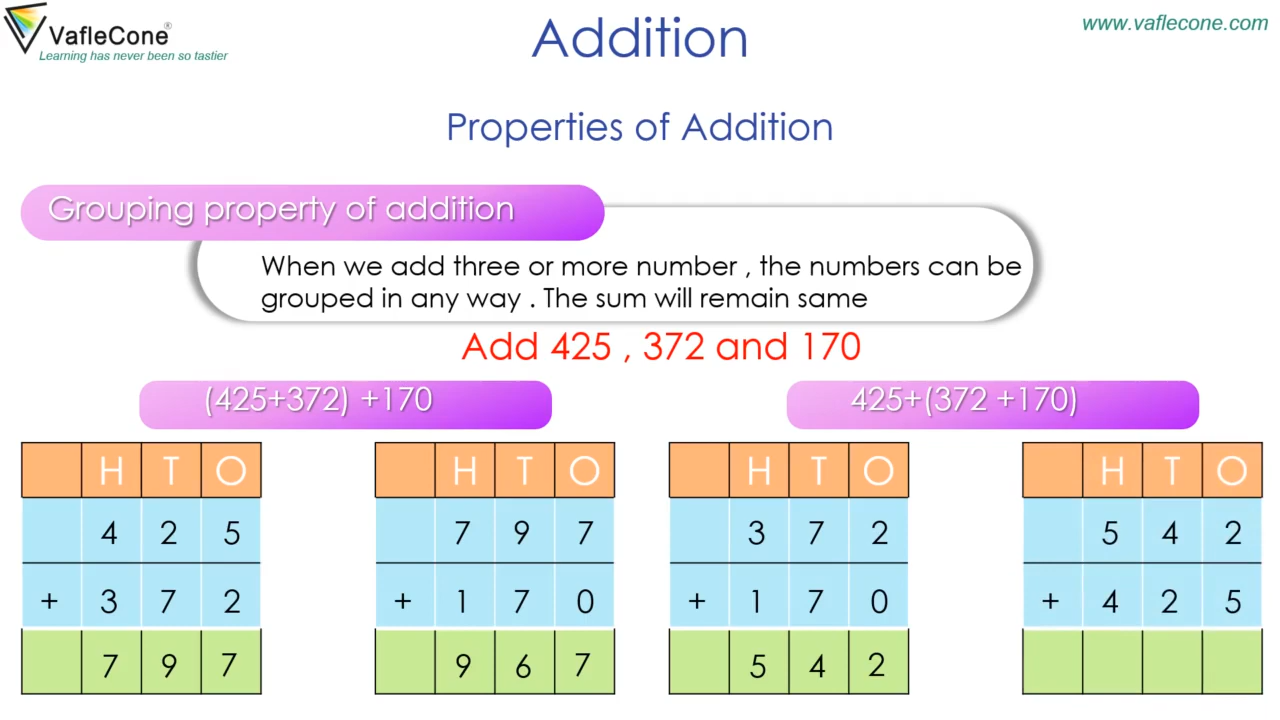 VafleCone®
Learning has never been so tastier
Addition
www.vaflecone.com
Properties of Addition
Grouping property of addition
When we add three or more number , the numbers can be
grouped in any way . The sum will remain same
Add 425 , 372 and 170
(425+372) +170
H T O
4 2 5
+ 3 7 2
7 9 7
H T O
7 9 7
+ 1 7 0
9 6 7
425+(372 +170)
H T O
3 7 2
+ 1 7 0
5 4 2
H T O
5 4 2
+ 4 2 5